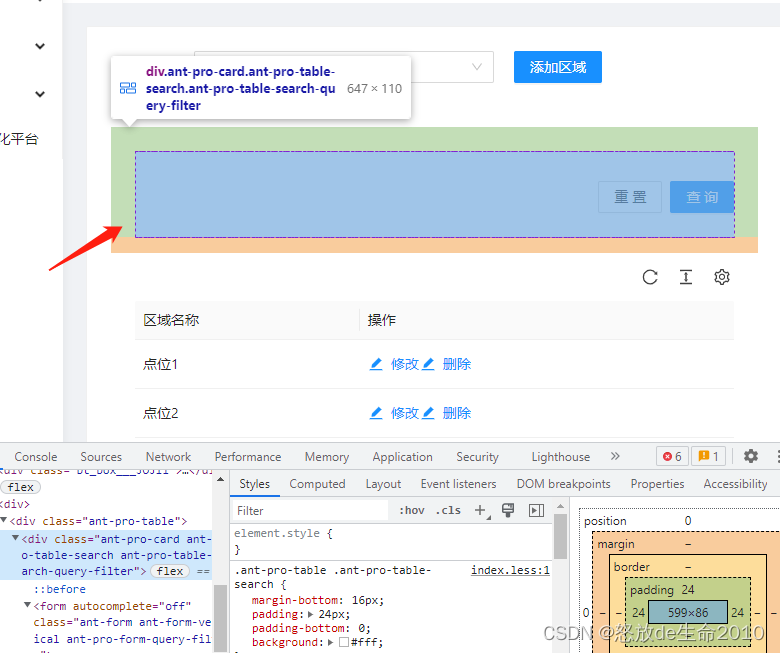 div.ant-pro-card.ant-pro-table-
search.ant-pro-table-search-qu
ery-filter
647 × 110
添加区域
化平台
重 置
查 询
区域名称
操作
点位1
修改
删除
点位2
修改
删除
Console Sources Network Performance Memory Application Security Lighthouse » 6 1
flex
<div>
▼<div class="ant-pro-table">
▼<div class="ant-pro-card ant-
o-table-search ant-pro-table-
arch-query-filter"> flex ==
::before
▼<form autocomplete="off"
class="ant-form ant-form-ve
ical ant-pro-form-query-fil
Styles Computed Layout Event listeners DOM breakpoints Properties Accessibility
Filter :hov .cls +
element.style {
}
.ant-pro-table .ant-pro-table-
search { index.less:1
margin-bottom: 16px;
padding:▶ 24px;
padding-bottom: 0;
background:▶ #fff;
position 0
margin –
border –
padding 24
0 – – 24 599×86 24 – –
CSDN @怒放de生命2010